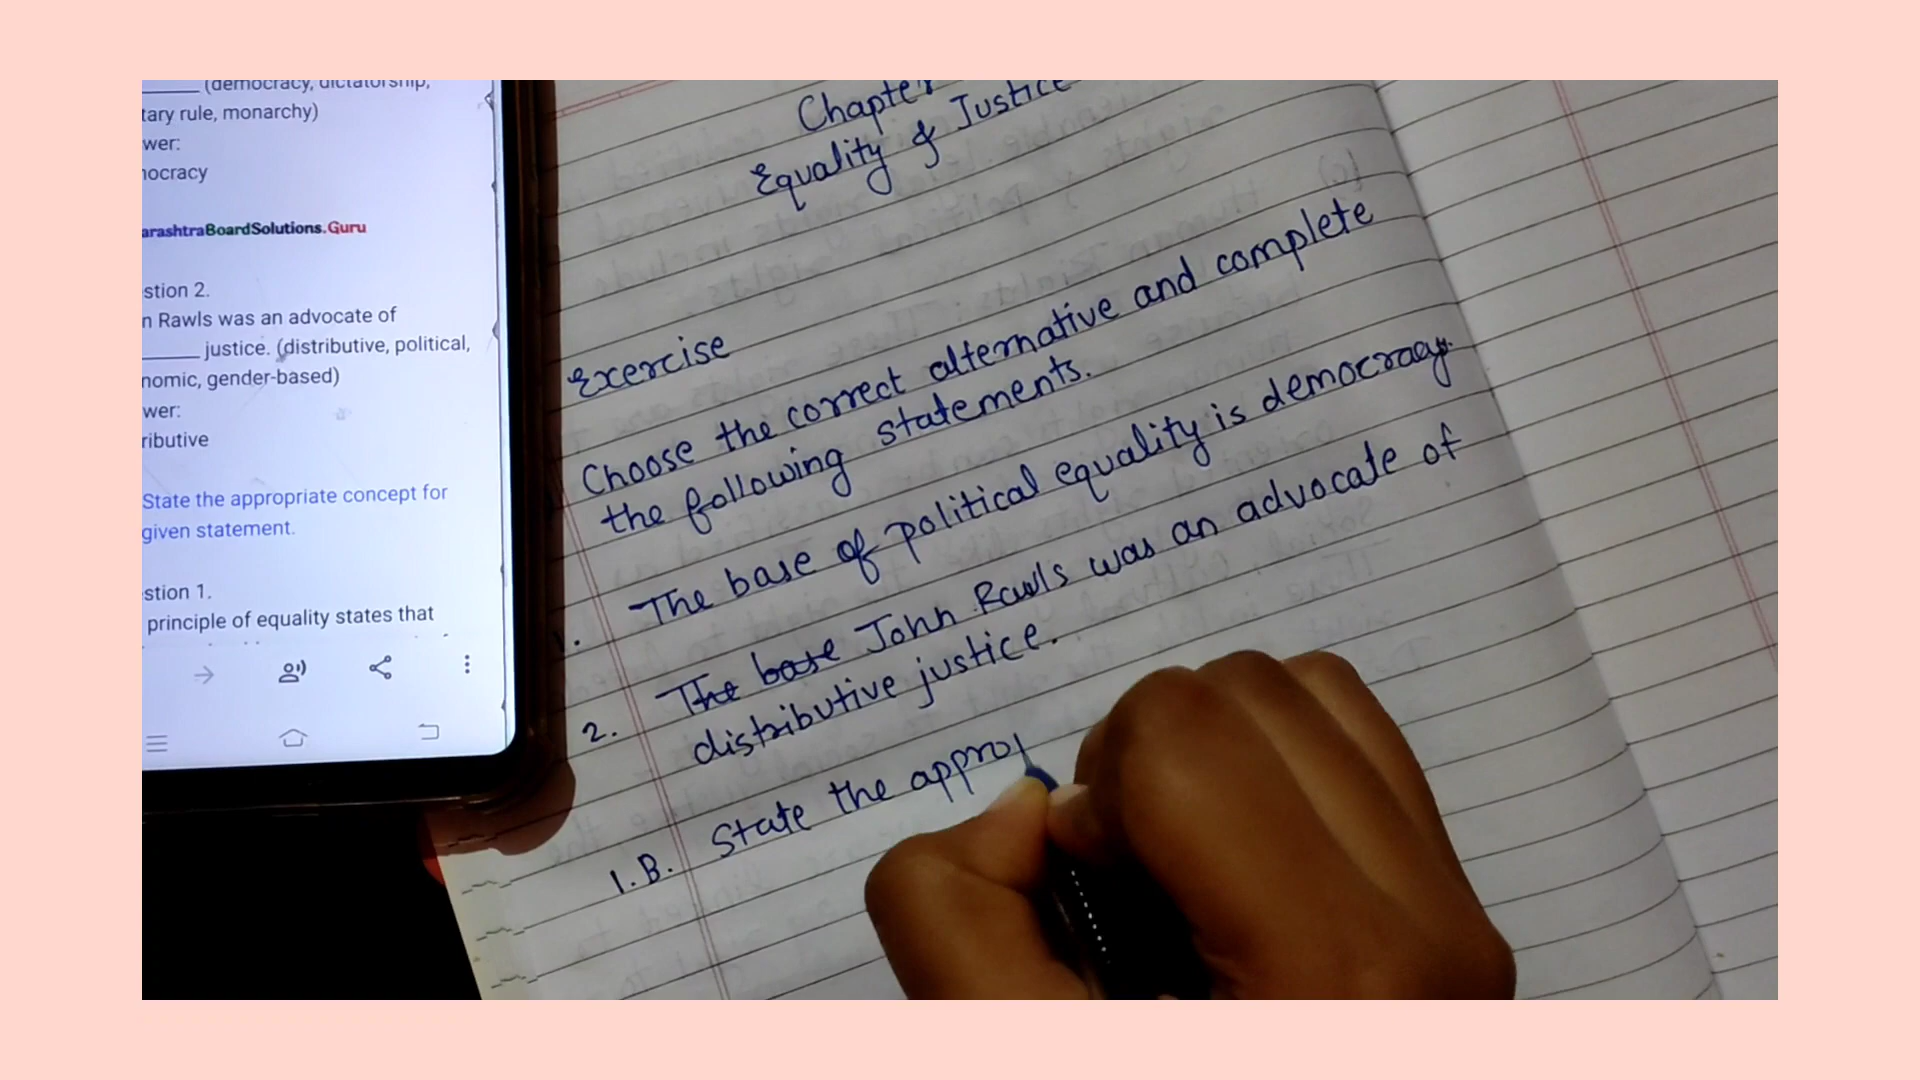 (democracy, dictatorship,
tary rule, monarchy)
wer:
nocracy
arashtraBoardSolutions.Guru
stion 2.
n Rawls was an advocate of
______ justice. (distributive, political,
nomic, gender-based)
wer:
ributive
State the appropriate concept for
given statement.
stion 1.
principle of equality states that
Chapter
Equality & Justice
Exercise
Choose the correct alternative and complete
the following statements.
1. The base of political equality is democracy.
2. The base John Rawls was an advocate of
distributive justice.
1.B. State the approp